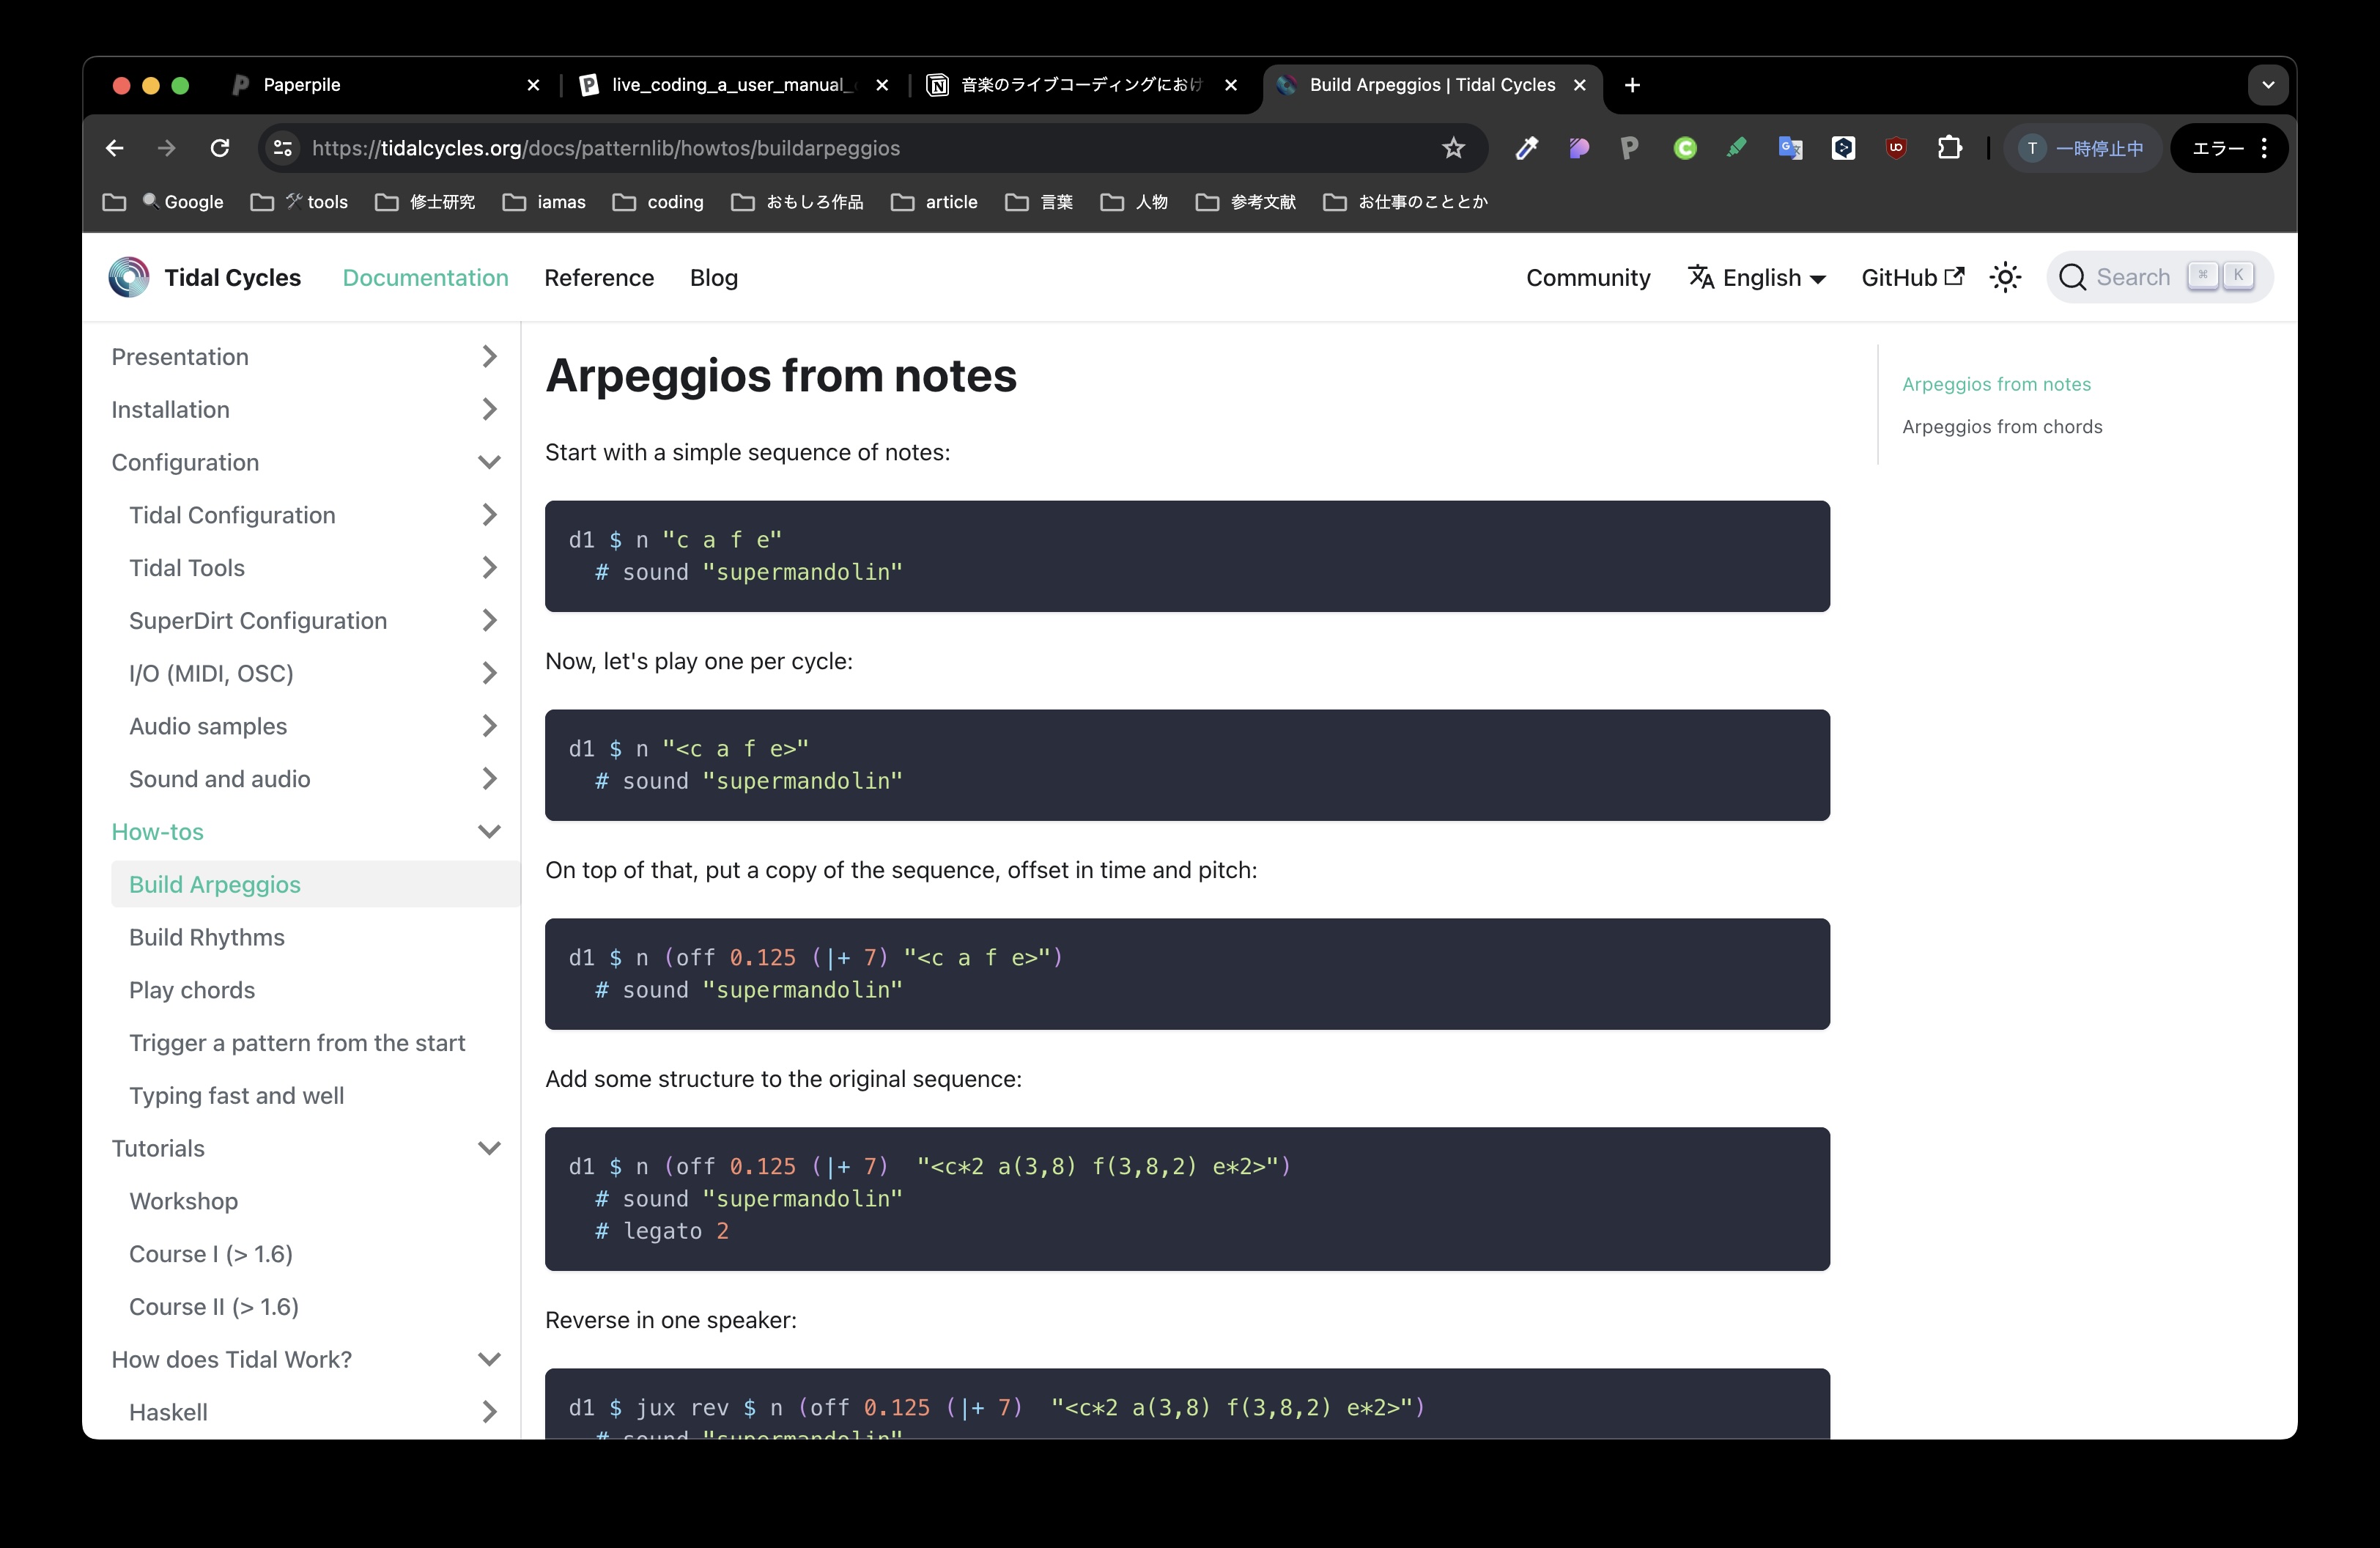 Paperpile
live_coding_a_user_manual_
音楽のライブコーディングにおけ
Build Arpeggios | Tidal Cycles
https://tidalcycles.org/docs/patternlib/howtos/buildarpeggios
T 一時停止中
エラー
Google
tools
修士研究
iamas
coding
おもしろ作品
article
言葉
人物
参考文献
お仕事のこととか
Tidal Cycles
Documentation
Reference
Blog
Community
English
GitHub
Search ⌘ K
Presentation
Installation
Configuration
Tidal Configuration
Tidal Tools
SuperDirt Configuration
I/O (MIDI, OSC)
Audio samples
Sound and audio
How-tos
Build Arpeggios
Build Rhythms
Play chords
Trigger a pattern from the start
Typing fast and well
Tutorials
Workshop
Course I (> 1.6)
Course II (> 1.6)
How does Tidal Work?
Haskell
Arpeggios from notes
Start with a simple sequence of notes:
d1 $ n "c a f e"
# sound "supermandolin"
Now, let's play one per cycle:
d1 $ n "<c a f e>"
# sound "supermandolin"
On top of that, put a copy of the sequence, offset in time and pitch:
d1 $ n (off 0.125 (|+ 7) "<c a f e>")
# sound "supermandolin"
Add some structure to the original sequence:
d1 $ n (off 0.125 (|+ 7)  "<c*2 a(3,8) f(3,8,2) e*2>")
# sound "supermandolin"
# legato 2
Reverse in one speaker:
d1 $ jux rev $ n (off 0.125 (|+ 7)  "<c*2 a(3,8) f(3,8,2) e*2>")
# sound "supermandolin"
Arpeggios from notes
Arpeggios from chords